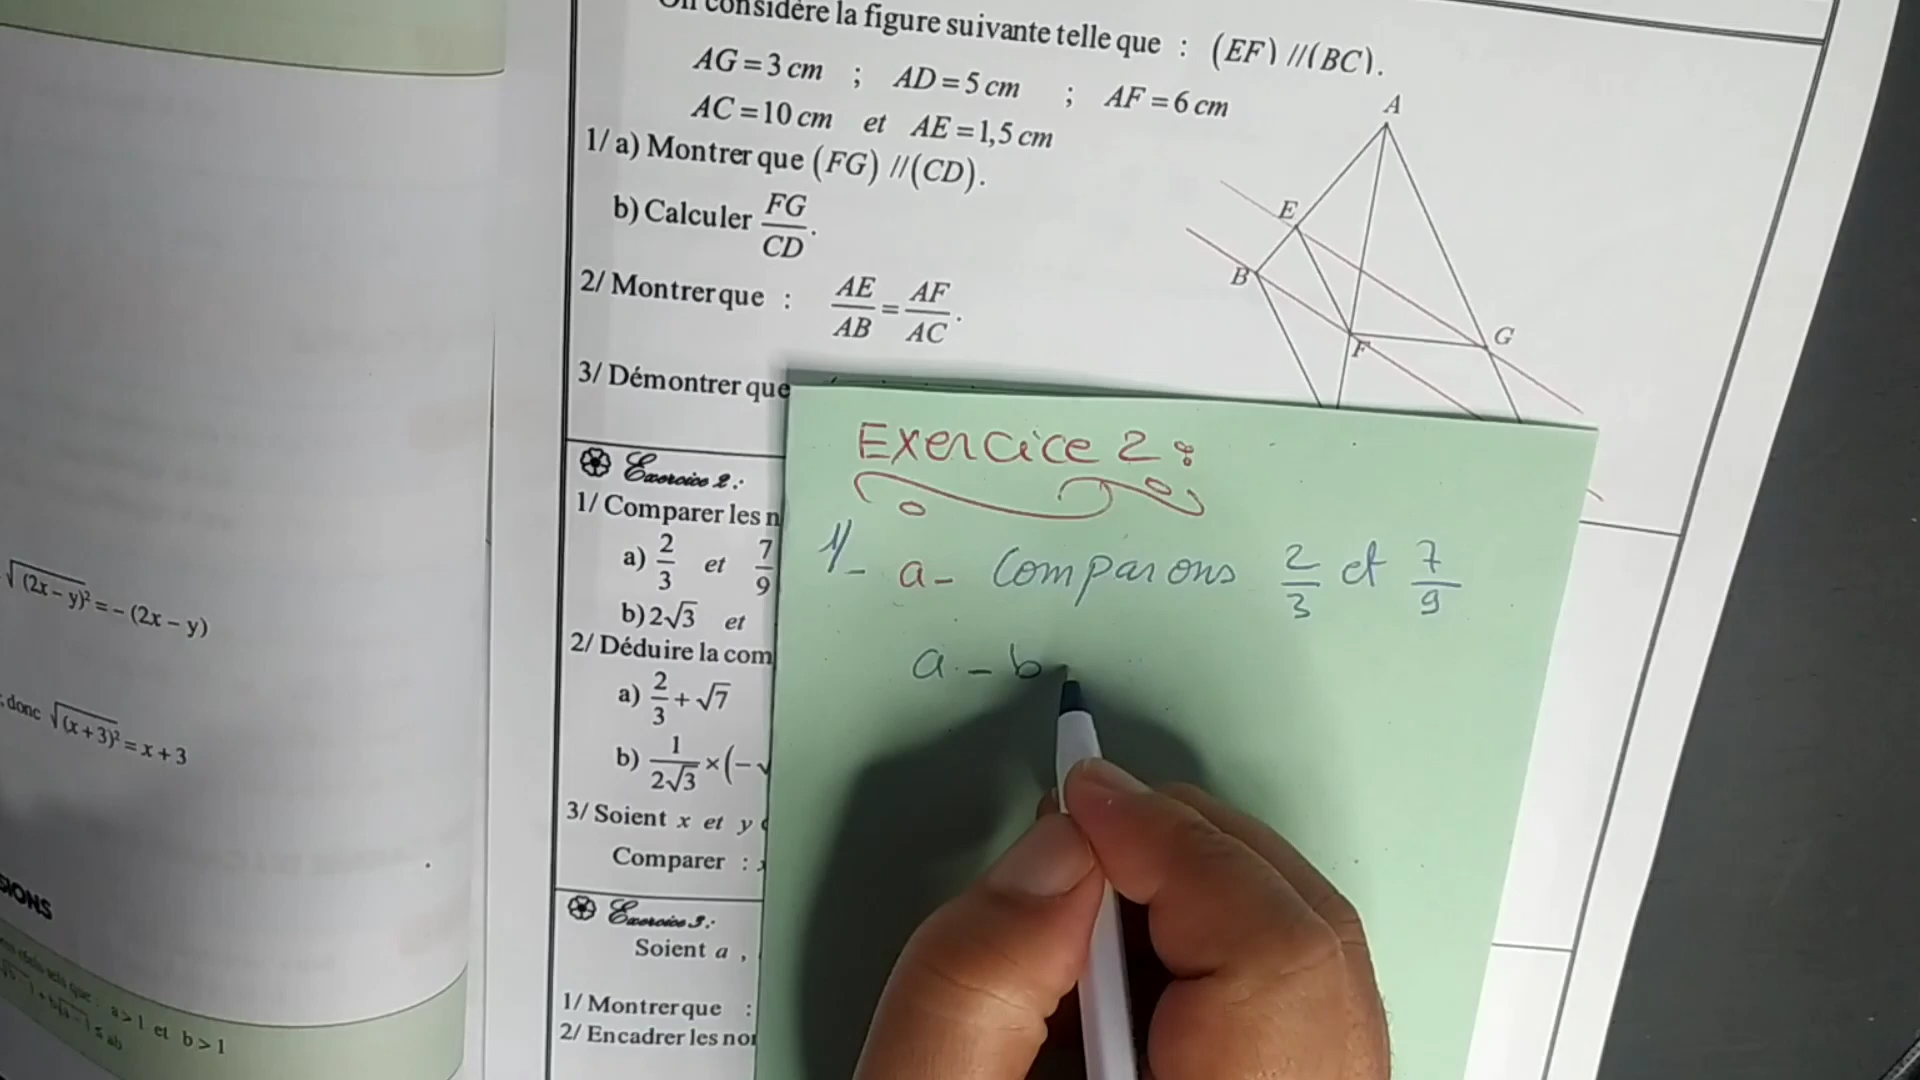 considère la figure suivante telle que : (EF) //(BC).
AG = 3 cm ; AD = 5 cm ; AF = 6 cm
AC = 10 cm et AE = 1,5 cm
1/ a) Montrer que (FG) //(CD).
b) Calculer FG/CD.
2/ Montrer que : AE/AB = AF/AC.
3/ Démontrer que
A
E
B
G
F
Exercice 2 :
1/ Comparer les n
a) 2/3 et 7/9
b) 2√3 et
2/ Déduire la com
a) 2/3 + √7
b) 1/2√3 ×(−
3/ Soient x et y
Comparer :
Exercice 3 :
Soient a ,
1/ Montrer que :
2/ Encadrer les no
Exercice 2 :
1/- a- Comparons 2/3 et 7/9
a - b
√(2x − y)² = − (2x − y)
donc √(x + 3)² = x + 3
SIONS
a > 1 et b > 1
≤ ab